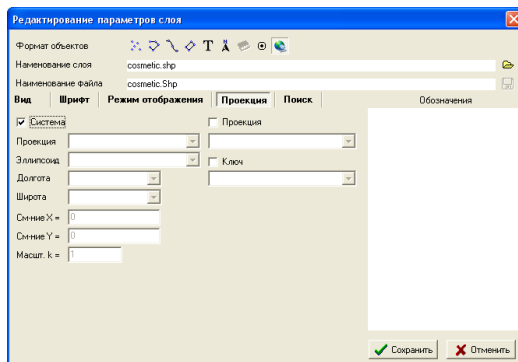 Редактирование параметров слоя
Формат объектов T A N
Наменование слоя cosmetic.shp
Наименование файла cosmetic.Shp
Вид Шрифт Режим отображения Проекция Поиск Обозначения
Система Проекция
Проекция
Эллипсоид Ключ
Долгота
Широта
См-ние X = 0
См-ние Y = 0
Масшт. k = 1
Сохранить Отменить